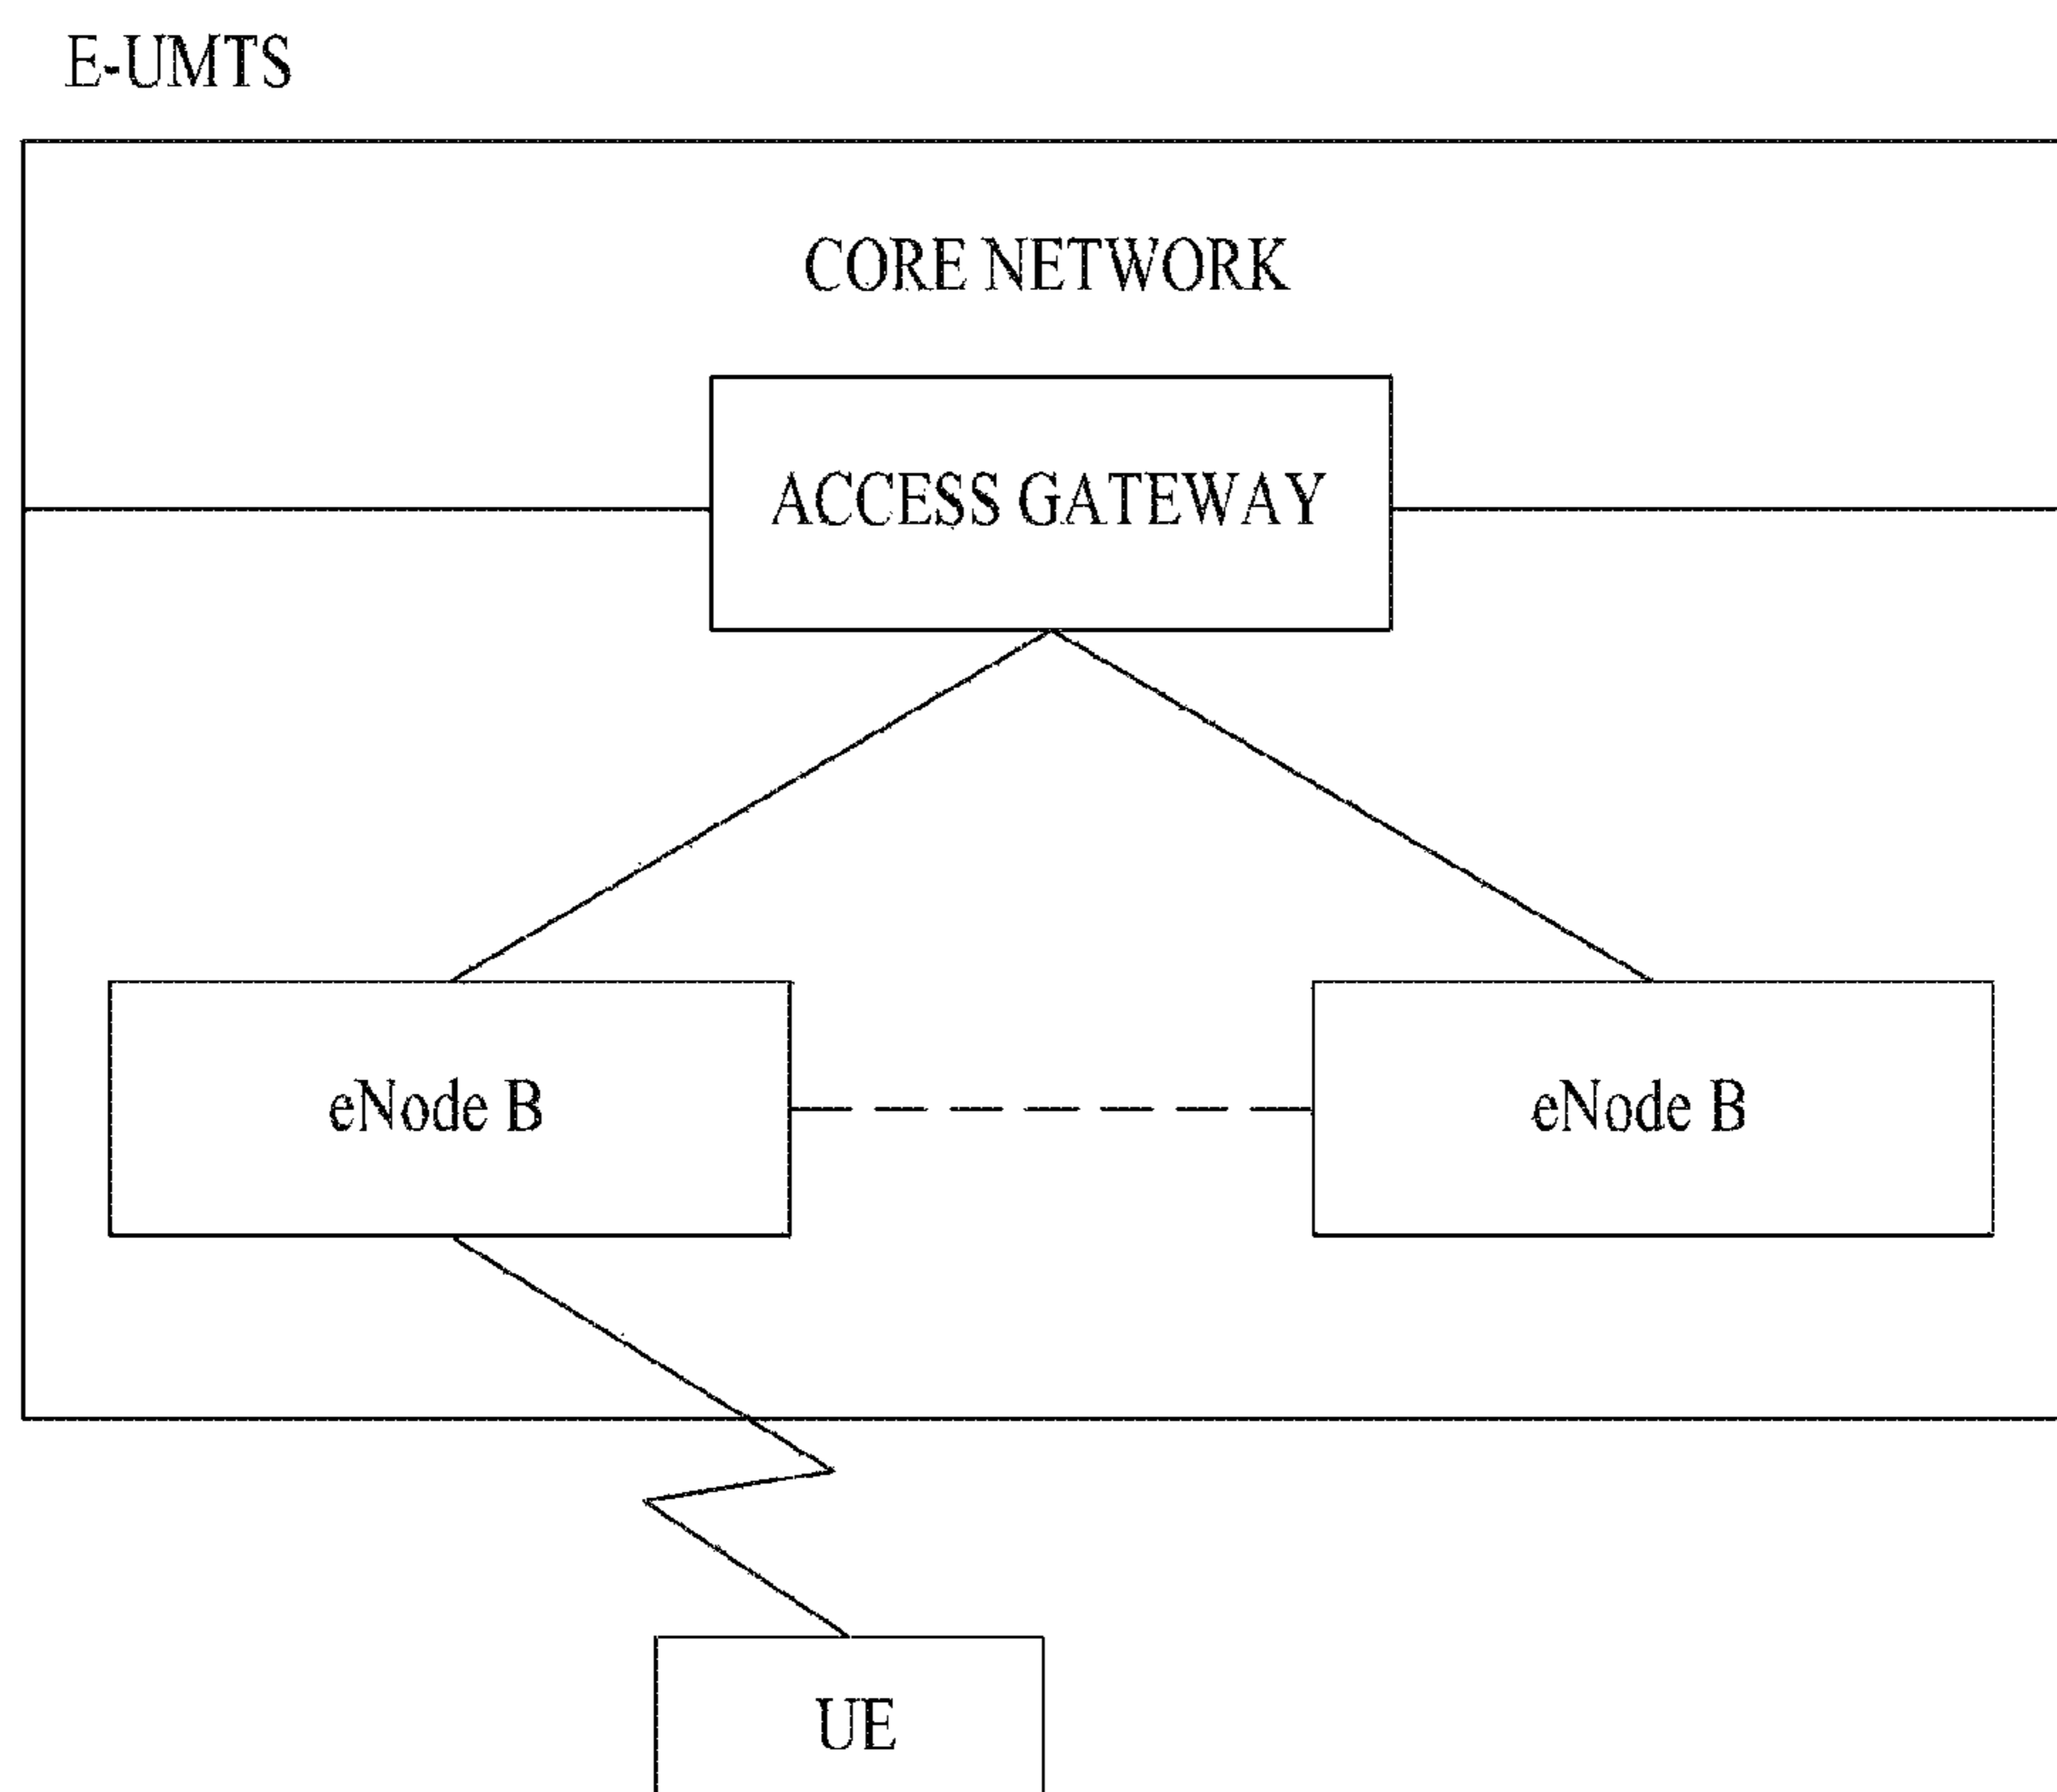 E-UMTS
CORE NETWORK
ACCESS GATEWAY
eNode B
eNode B
UE